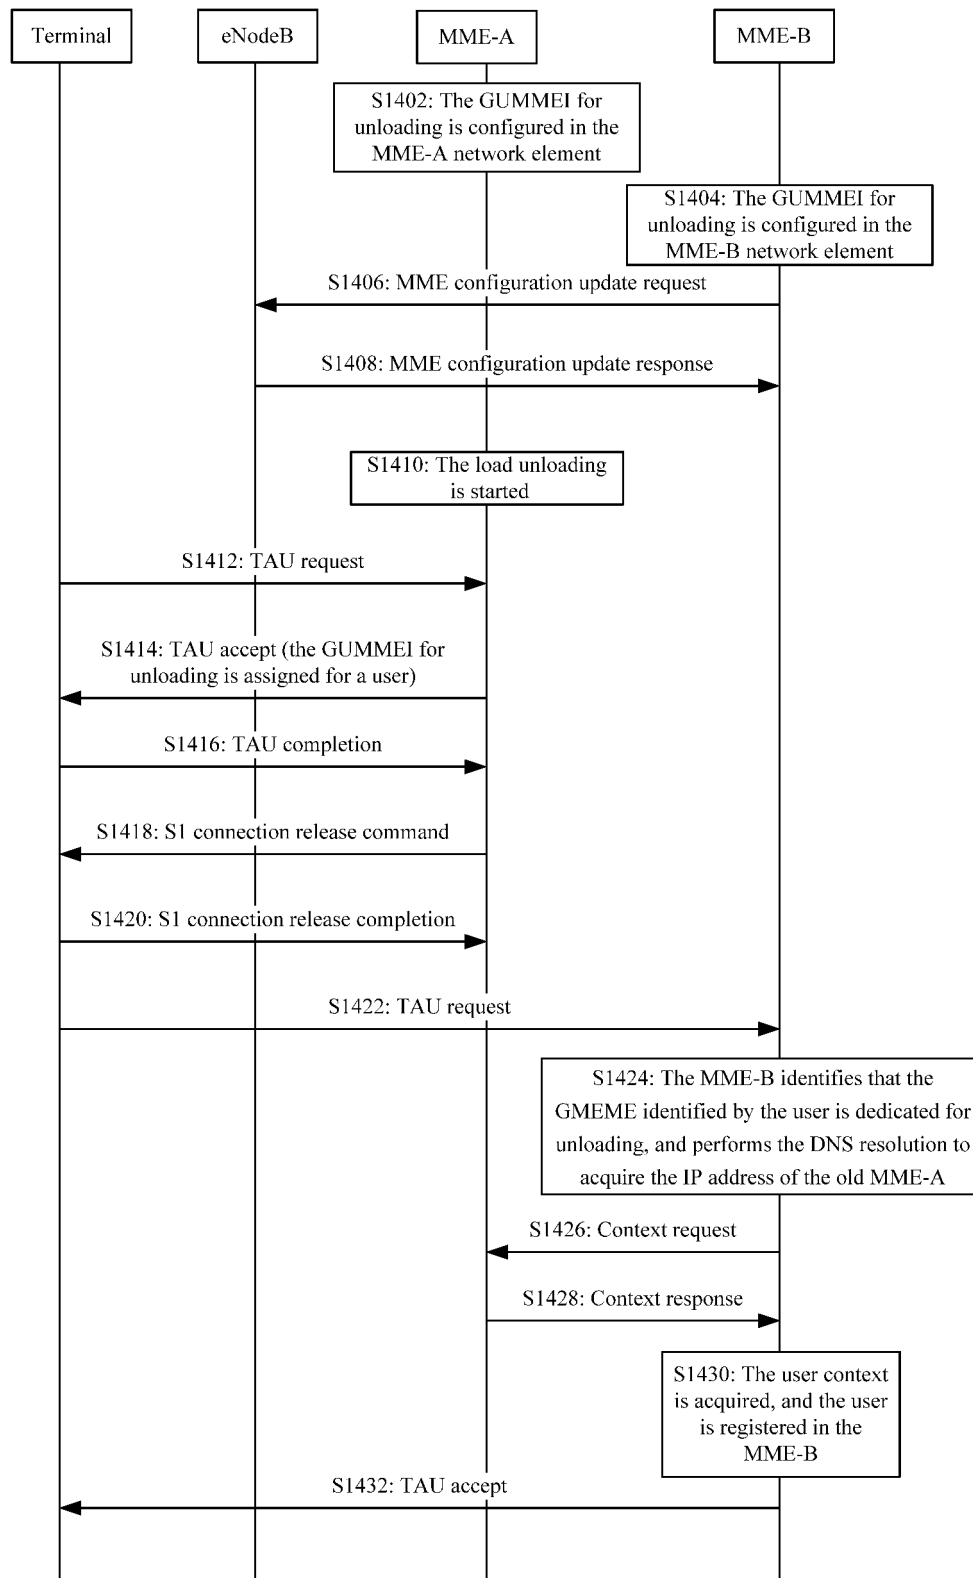 Terminal
eNodeB
MME-A
MME-B
S1402: The GUMMEI for
unloading is configured in the
MME-A network element
S1404: The GUMMEI for
unloading is configured in the
MME-B network element
S1406: MME configuration update request
S1408: MME configuration update response
S1410: The load unloading
is started
S1412: TAU request
S1414: TAU accept (the GUMMEI for
unloading is assigned for a user)
S1416: TAU completion
S1418: S1 connection release command
S1420: S1 connection release completion
S1422: TAU request
S1424: The MME-B identifies that the
GMEME identified by the user is dedicated for
unloading, and performs the DNS resolution to
acquire the IP address of the old MME-A
S1426: Context request
S1428: Context response
S1430: The user context
is acquired, and the user
is registered in the
MME-B
S1432: TAU accept